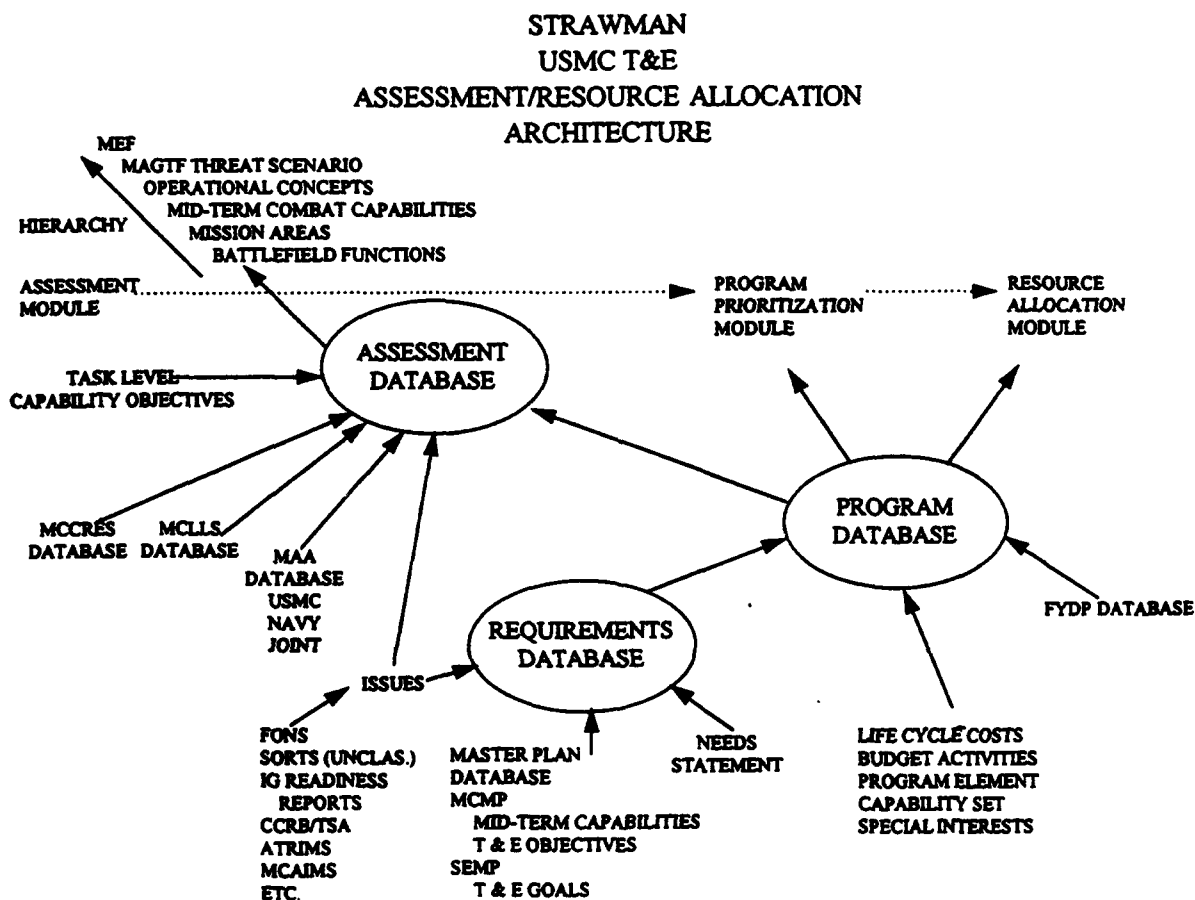 STRAWMAN
USMC T&E
ASSESSMENT/RESOURCE ALLOCATION
ARCHITECTURE
MEF
MAGTF THREAT SCENARIO
OPERATIONAL CONCEPTS
MID-TERM COMBAT CAPABILITIES
HIERARCHY
MISSION AREAS
BATTLEFIELD FUNCTIONS
ASSESSMENT
MODULE
PROGRAM
PRIORITIZATION
MODULE
RESOURCE
ALLOCATION
MODULE
ASSESSMENT
DATABASE
TASK LEVEL
CAPABILITY OBJECTIVES
MCCRES
DATABASE
MCLLS
DATABASE
MAA
DATABASE
USMC
NAVY
JOINT
PROGRAM
DATABASE
FYDP DATABASE
REQUIREMENTS
DATABASE
ISSUES
FONS
SORTS (UNCLAS.)
IG READINESS
REPORTS
CCRB/TSA
ATRIMS
MCAIMS
ETC.
MASTER PLAN
DATABASE
MCMP
MID-TERM CAPABILITIES
T & E OBJECTIVES
SEMP
T & E GOALS
NEEDS
STATEMENT
LIFE CYCLE COSTS
BUDGET ACTIVITIES
PROGRAM ELEMENT
CAPABILITY SET
SPECIAL INTERESTS